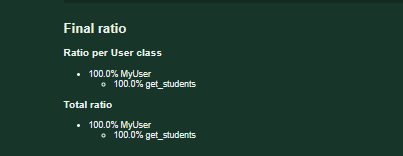 Final ratio
Ratio per User class
• 100.0% MyUser
◦ 100.0% get_students
Total ratio
• 100.0% MyUser
◦ 100.0% get_students